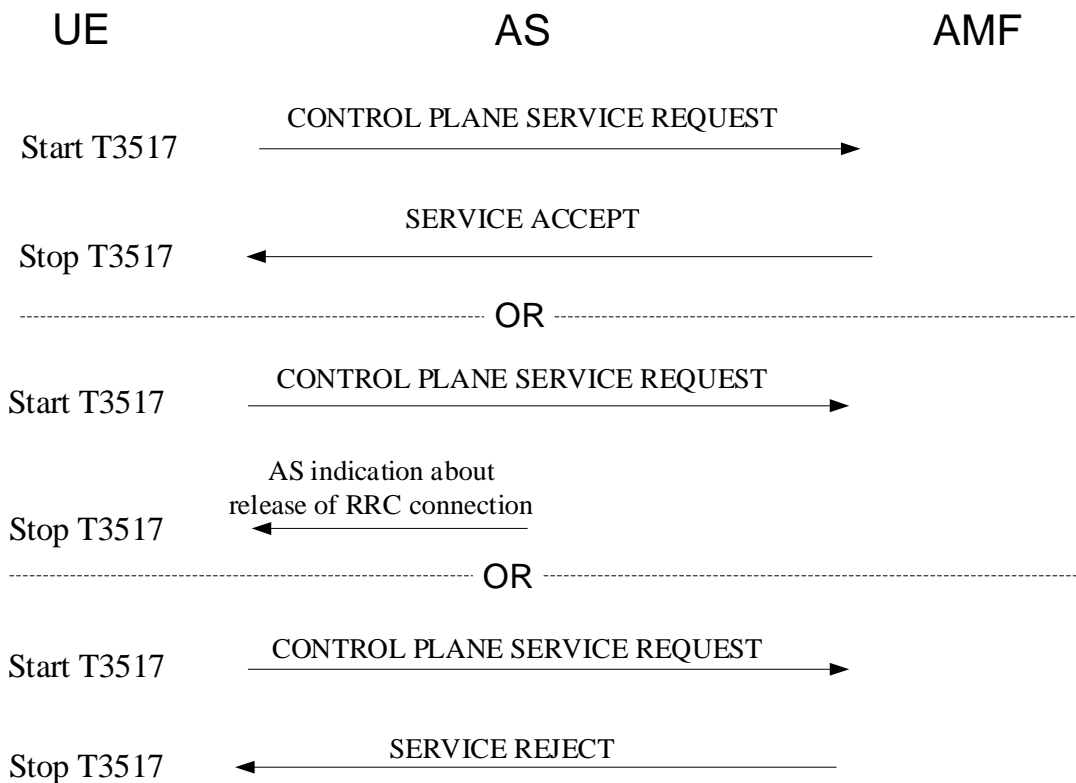 UE AS AMF
CONTROL PLANE SERVICE REQUEST
Start T3517
SERVICE ACCEPT
Stop T3517
OR
CONTROL PLANE SERVICE REQUEST
Start T3517
AS indication about
release of RRC connection
Stop T3517
OR
CONTROL PLANE SERVICE REQUEST
Start T3517
SERVICE REJECT
Stop T3517